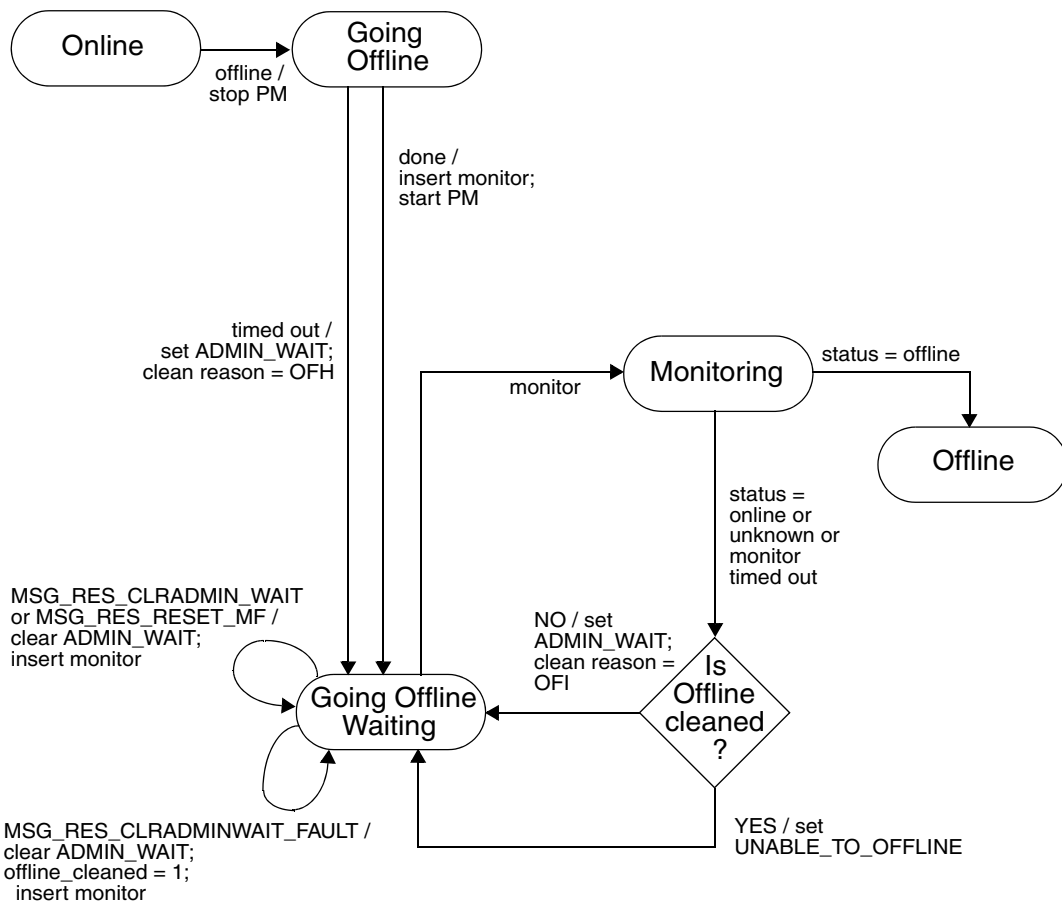 Online
Going
Offline
offline /
stop PM
done /
insert monitor;
start PM
timed out /
set ADMIN_WAIT;
clean reason = OFH
monitor
Monitoring
status = offline
Offline
status =
online or
unknown or
monitor
timed out
MSG_RES_CLRADMIN_WAIT
or MSG_RES_RESET_MF /
clear ADMIN_WAIT;
insert monitor
NO / set
ADMIN_WAIT;
clean reason =
OFI
Is
Offline
cleaned
?
Going Offline
Waiting
MSG_RES_CLRADMINWAIT_FAULT /
clear ADMIN_WAIT;
offline_cleaned = 1;
insert monitor
YES / set
UNABLE_TO_OFFLINE